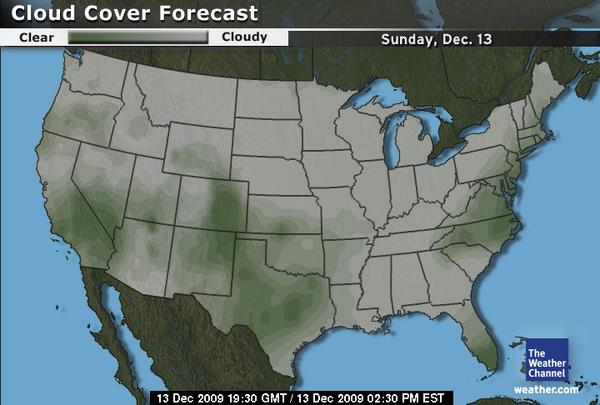 Cloud Cover Forecast
Clear Cloudy
Sunday, Dec. 13
The
Weather
Channel
weather.com
13 Dec 2009 19:30 GMT / 13 Dec 2009 02:30 PM EST